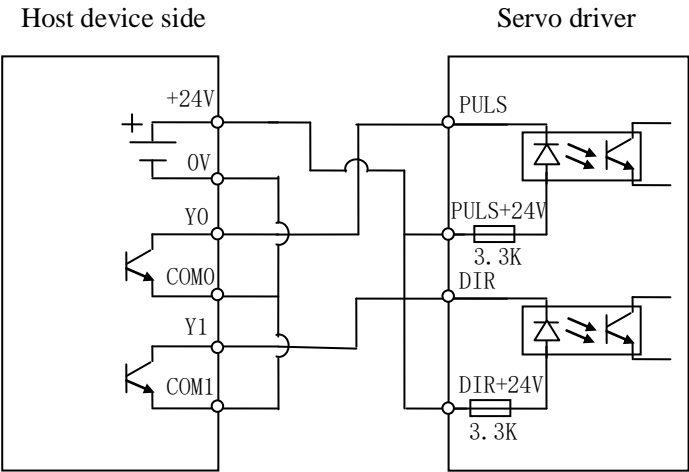 Host device side
Servo driver
+24V
0V
Y0
COM0
Y1
COM1
PULS
PULS+24V
3.3K
DIR
DIR+24V
3.3K